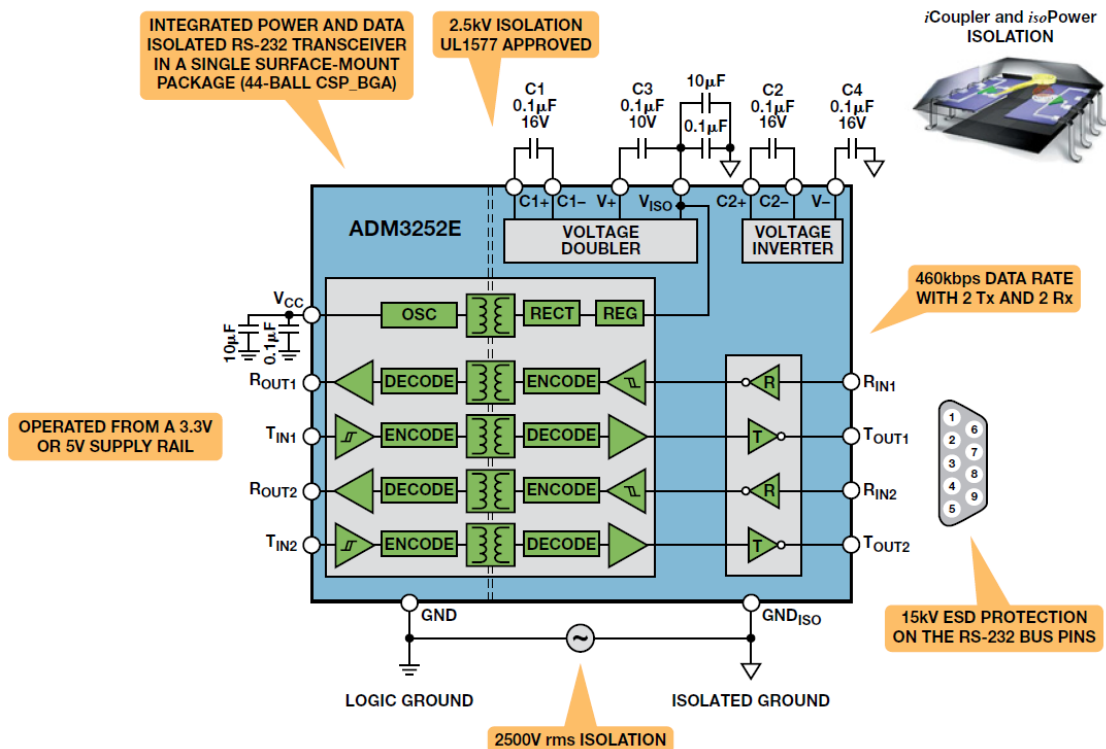 INTEGRATED POWER AND DATA
ISOLATED RS-232 TRANSCEIVER
IN A SINGLE SURFACE-MOUNT
PACKAGE (44-BALL CSP_BGA)
2.5kV ISOLATION
UL1577 APPROVED
iCoupler and isoPower
ISOLATION
C1
0.1µF
16V
C3
0.1µF
10V
10µF
0.1µF
C2
0.1µF
16V
C4
0.1µF
16V
C1+ C1– V+ VISO C2+ C2– V–
ADM3252E
VOLTAGE
DOUBLER
VOLTAGE
INVERTER
460kbps DATA RATE
WITH 2 Tx AND 2 Rx
VCC
10µF
0.1µF
OSC RECT REG
ROUT1 DECODE ENCODE R RIN1
TIN1 ENCODE DECODE T TOUT1
ROUT2 DECODE ENCODE R RIN2
TIN2 ENCODE DECODE T TOUT2
OPERATED FROM A 3.3V
OR 5V SUPPLY RAIL
1
6
2
7
3
8
4
9
5
GND GNDISO
15kV ESD PROTECTION
ON THE RS-232 BUS PINS
~
LOGIC GROUND ISOLATED GROUND
2500V rms ISOLATION